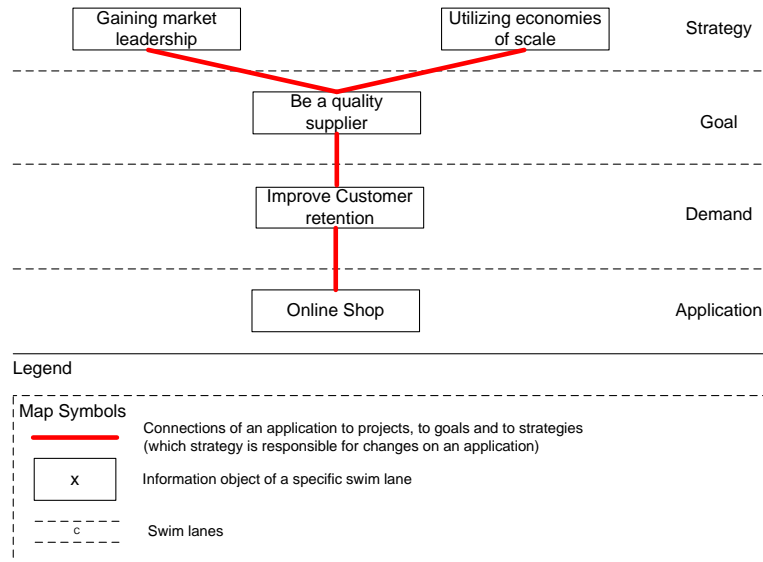 Gaining market
leadership
Utilizing economies
of scale
Strategy
Be a quality
supplier
Goal
Improve Customer
retention
Demand
Online Shop
Application
Legend
Map Symbols
Connections of an application to projects, to goals and to strategies
(which strategy is responsible for changes on an application)
X
Information object of a specific swim lane
C
Swim lanes